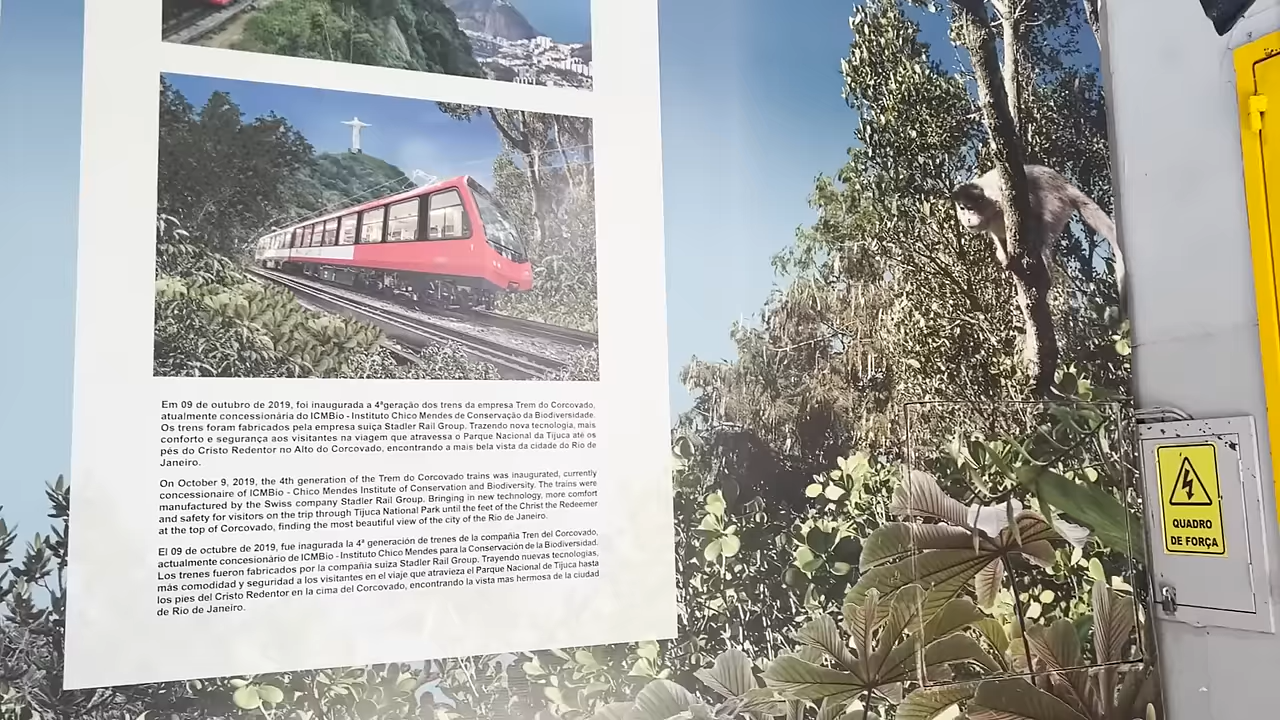 Em 09 de outubro de 2019, foi inaugurada a 4ªgeração dos trens da empresa Trem do Corcovado,
atualmente concessionária do ICMBio - Instituto Chico Mendes de Conservação da Biodiversidade.
Os trens foram fabricados pela empresa suiça Stadler Rail Group. Trazendo nova tecnologia, mais
conforto e segurança aos visitantes na viagem que atravessa o Parque Nacional da Tijuca até os
pés do Cristo Redentor no Alto do Corcovado, encontrando a mais bela vista da cidade do Rio de
Janeiro.
On October 9, 2019, the 4th generation of the Trem do Corcovado trains was inaugurated, currently
concessionaire of ICMBio - Chico Mendes Institute of Conservation and Biodiversity. The trains were
manufactured by the Swiss company Stadler Rail Group. Bringing in new technology, more comfort
and safety for visitors on the trip through Tijuca National Park until the feet of the Christ the Redeemer
at the top of Corcovado, finding the most beautiful view of the city of the Rio de Janeiro.
El 09 de octubre de 2019, fue inagurada la 4ª generación de trenes de la compañía Tren del Corcovado,
actualmente concesionário de ICMBio - Instituto Chico Mendes para la Conservación de la Biodiversidad.
Los trenes fueron fabricados por la compañía suiza Stadler Rail Group. Trayendo nuevas tecnologías,
más comodidad y seguridad a los visitantes en el viaje que atravieza el Parque Nacional de Tijuca hasta
los pies del Cristo Redentor en la cima del Corcovado, encontrando la vista mas hermosa de la ciudad
de Rio de Janeiro.
QUADRO
DE FORÇA